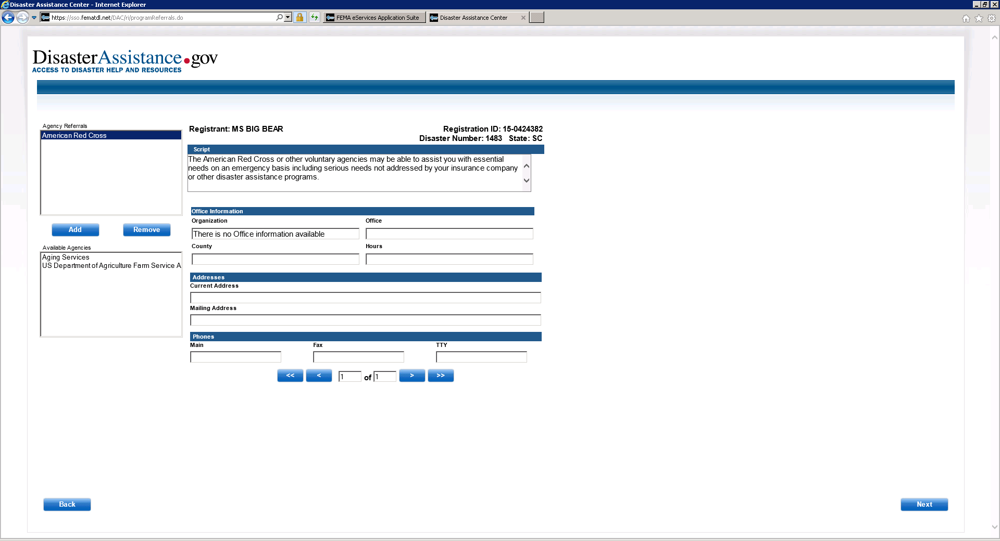 Disaster Assistance Center - Internet Explorer
https://sso.fematdl.net/DAC/ri/programReferrals.do
FEMA eServices Application Suite
Disaster Assistance Center
DisasterAssistance.gov
ACCESS TO DISASTER HELP AND RESOURCES
Agency Referrals
American Red Cross
Add
Remove
Available Agencies
Aging Services
US Department of Agriculture Farm Service A
Registrant: MS BIG BEAR
Registration ID: 15-0424382
Disaster Number: 1483 State: SC
Script
The American Red Cross or other voluntary agencies may be able to assist you with essential
needs on an emergency basis including serious needs not addressed by your insurance company
or other disaster assistance programs.
Office Information
Organization
Office
There is no Office information available
County
Hours
Addresses
Current Address
Mailing Address
Phones
Main
Fax
TTY
<< < 1 of 1 > >>
Back
Next